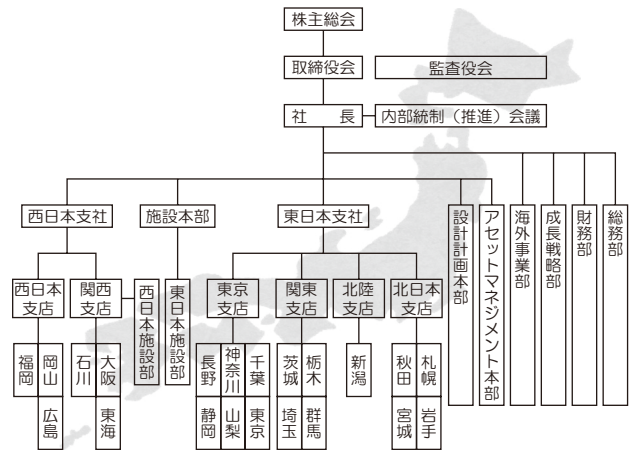 株主総会
取締役会
監査役会
社　長
内部統制（推進）会議
西日本支社
施設本部
東日本支社
設計計画本部
アセットマネジメント本部
海外事業部
成長戦略部
財務部
総務部
西日本
支店
関西
支店
西日本施設部
東日本施設部
東京
支店
関東
支店
北陸
支店
北日本
支店
福岡
岡山
広島
石川
大阪
東海
長野
神奈川
千葉
静岡
山梨
東京
茨城
栃木
埼玉
群馬
新潟
秋田
札幌
宮城
岩手